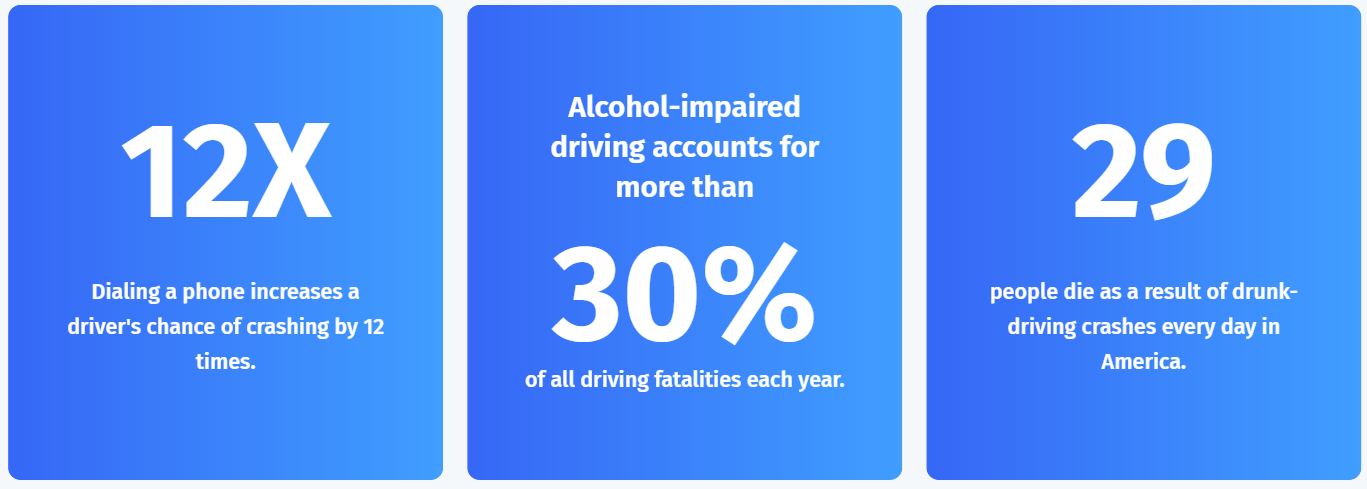 12X
Dialing a phone increases a
driver's chance of crashing by 12
times.
Alcohol-impaired
driving accounts for
more than
30%
of all driving fatalities each year.
29
people die as a result of drunk-
driving crashes every day in
America.